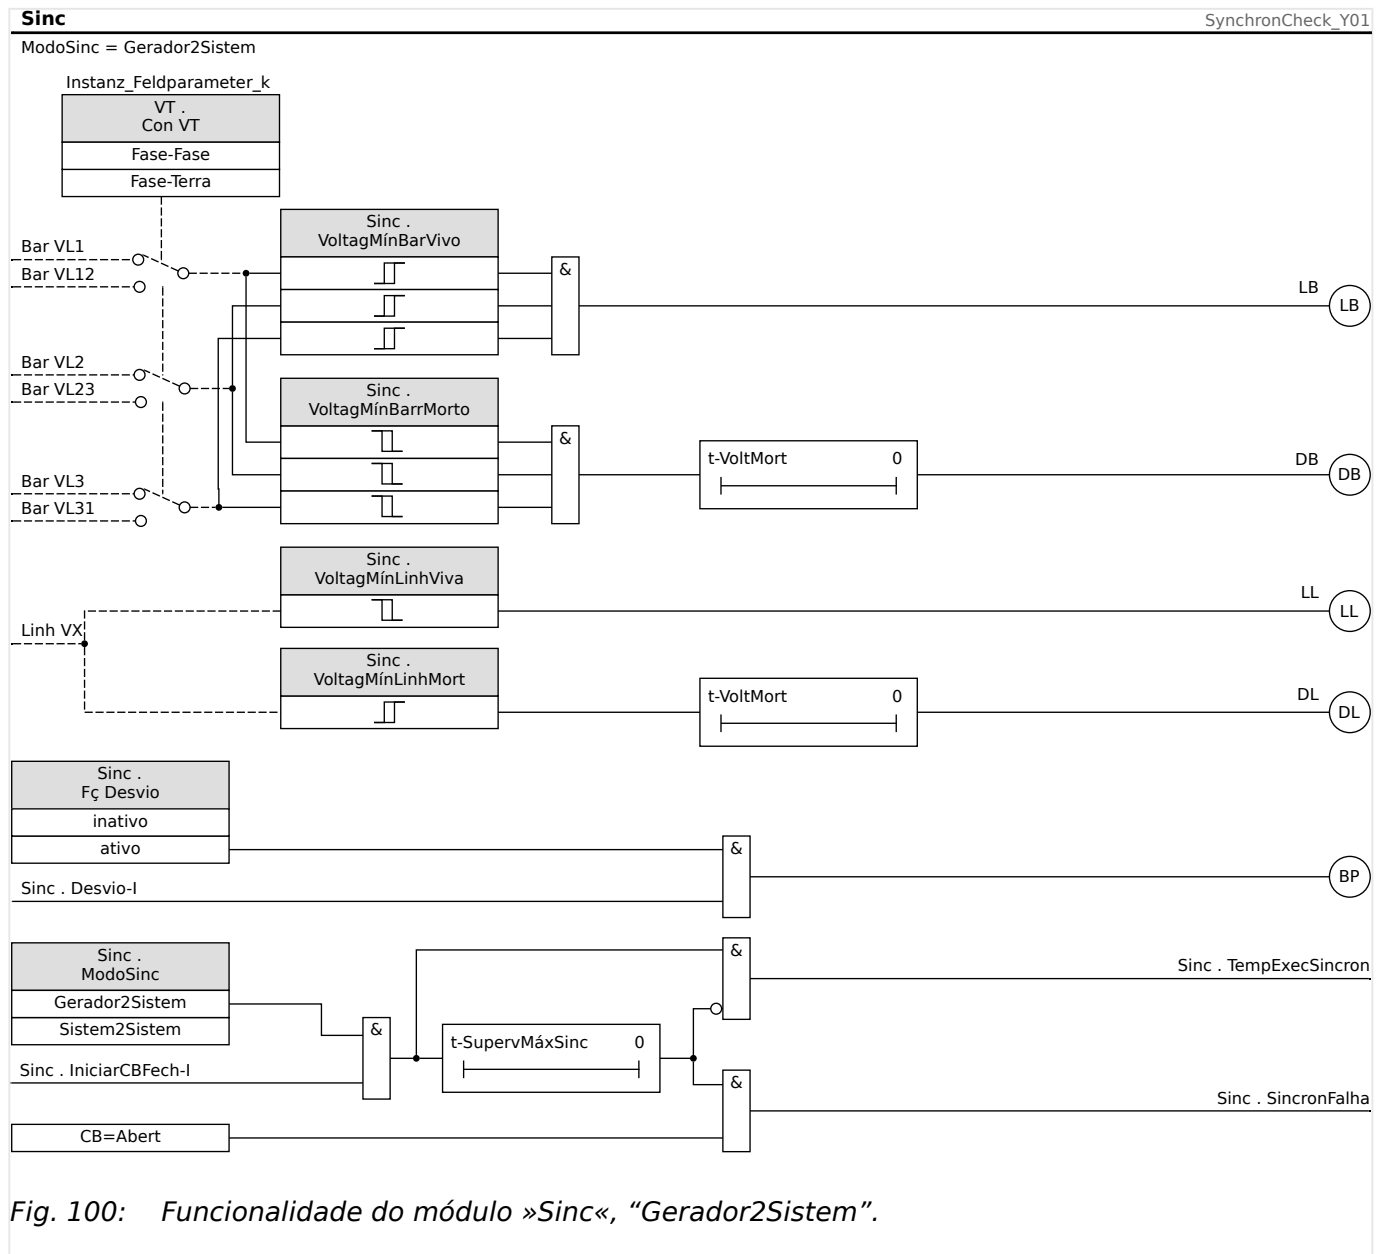 Sinc
SynchronCheck_Y01
ModoSinc = Gerador2Sistem
Instanz_Feldparameter_k
VT .
Con VT
Fase-Fase
Fase-Terra
Sinc .
VoltagMínBarVivo
Bar VL1
Bar VL12
&
LB
LB
Bar VL2
Bar VL23
Sinc .
VoltagMínBarrMorto
&
t-VoltMort 0
DB
DB
Bar VL3
Bar VL31
Sinc .
VoltagMínLinhViva
LL
LL
Linh VX
Sinc .
VoltagMínLinhMort
t-VoltMort 0
DL
DL
Sinc .
Fç Desvio
inativo
ativo
&
BP
Sinc . Desvio-I
Sinc .
ModoSinc
Gerador2Sistem
Sistem2Sistem
&
Sinc . TempExecSincron
&
t-SupervMáxSinc 0
Sinc . IniciarCBFech-I
&
Sinc . SincronFalha
CB=Abert
Fig. 100: Funcionalidade do módulo »Sinc«, “Gerador2Sistem”.